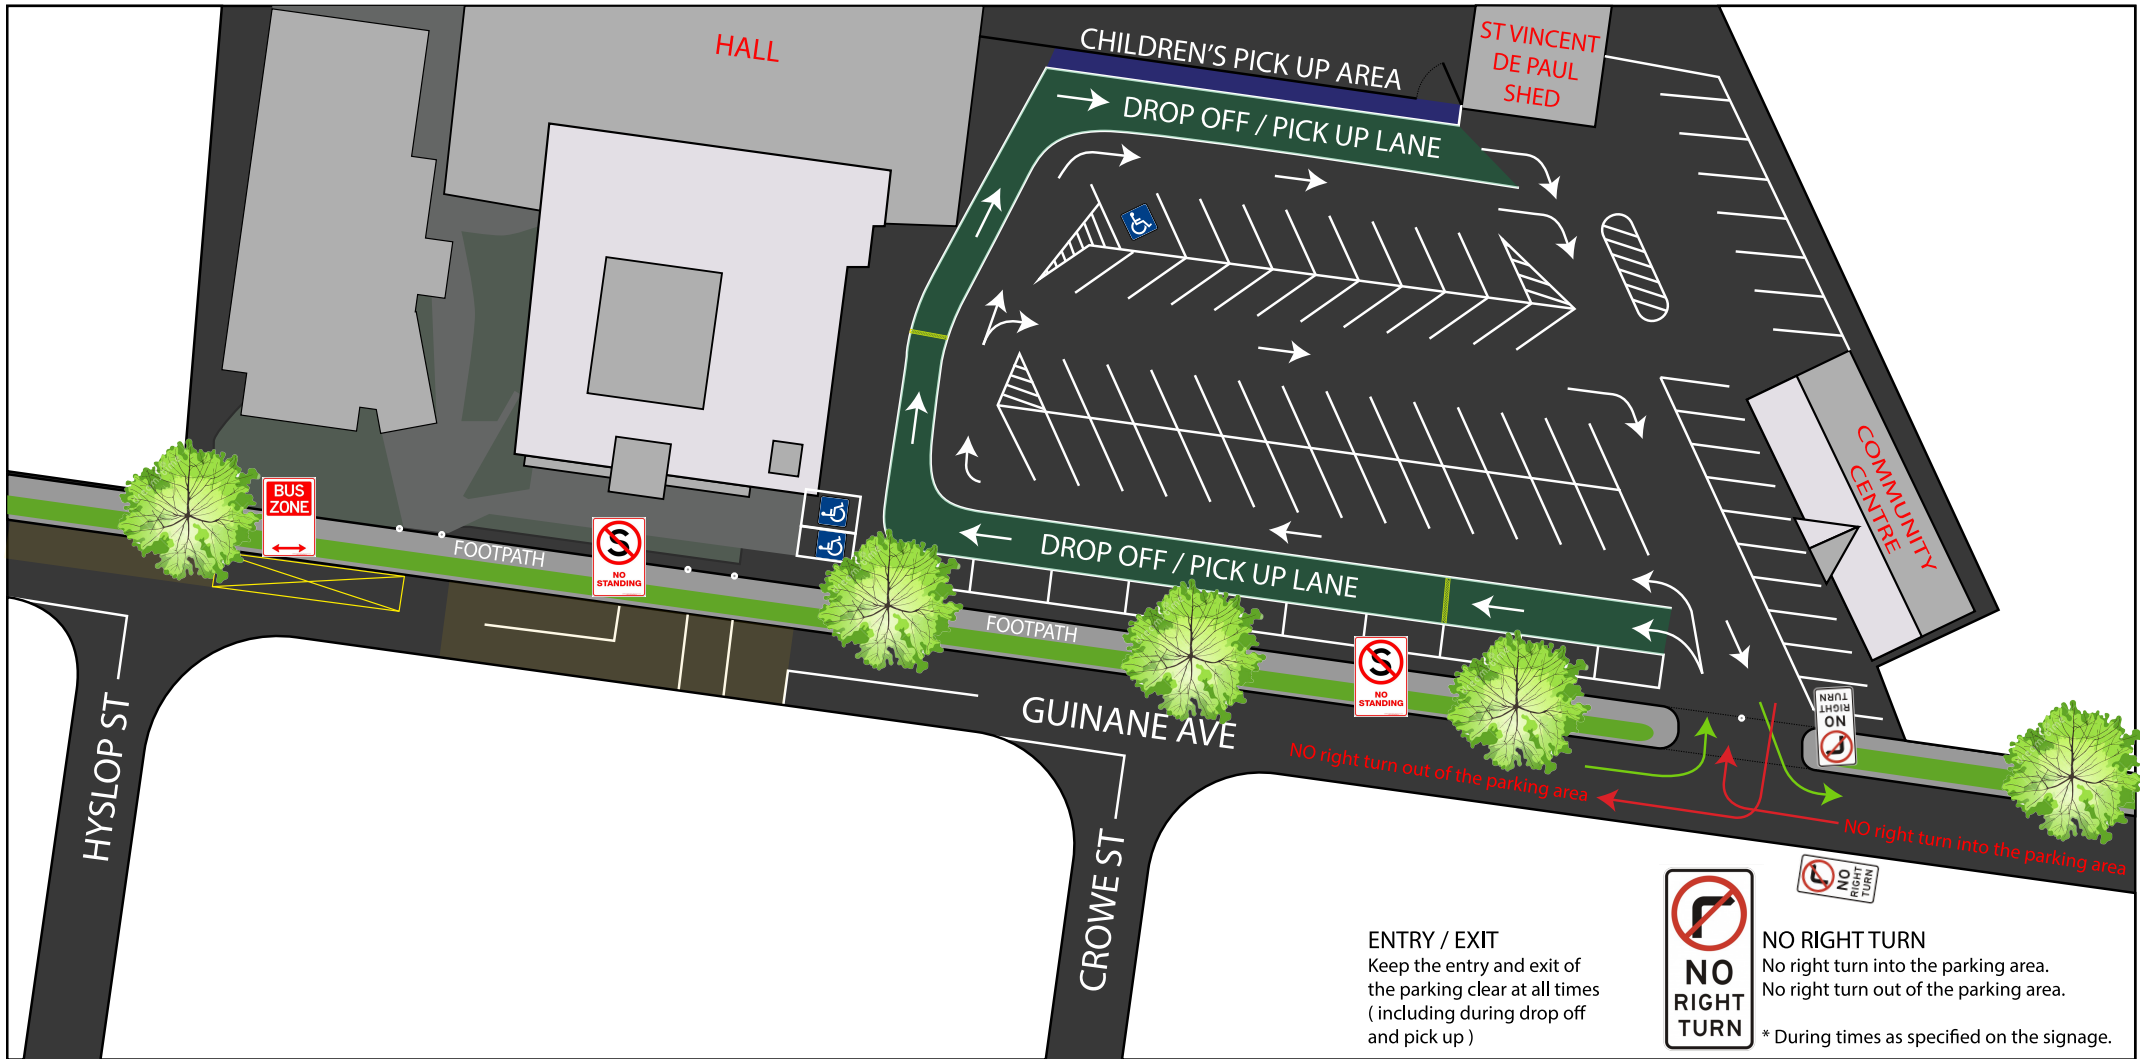 HALL
CHILDREN'S PICK UP AREA
ST VINCENT
DE PAUL
SHED
DROP OFF / PICK UP LANE
COMMUNITY
CENTRE
BUS
ZONE
FOOTPATH
S
NO
STANDING
DROP OFF / PICK UP LANE
FOOTPATH
S
NO
STANDING
GUINANE AVE
NO
RIGHT
TURN
NO right turn out of the parking area
NO right turn into the parking area
HYSLOP ST
CROWE ST
NO
RIGHT
TURN
ENTRY / EXIT
Keep the entry and exit of
the parking clear at all times
( including during drop off
and pick up )
NO
RIGHT
TURN
NO RIGHT TURN
No right turn into the parking area.
No right turn out of the parking area.
* During times as specified on the signage.